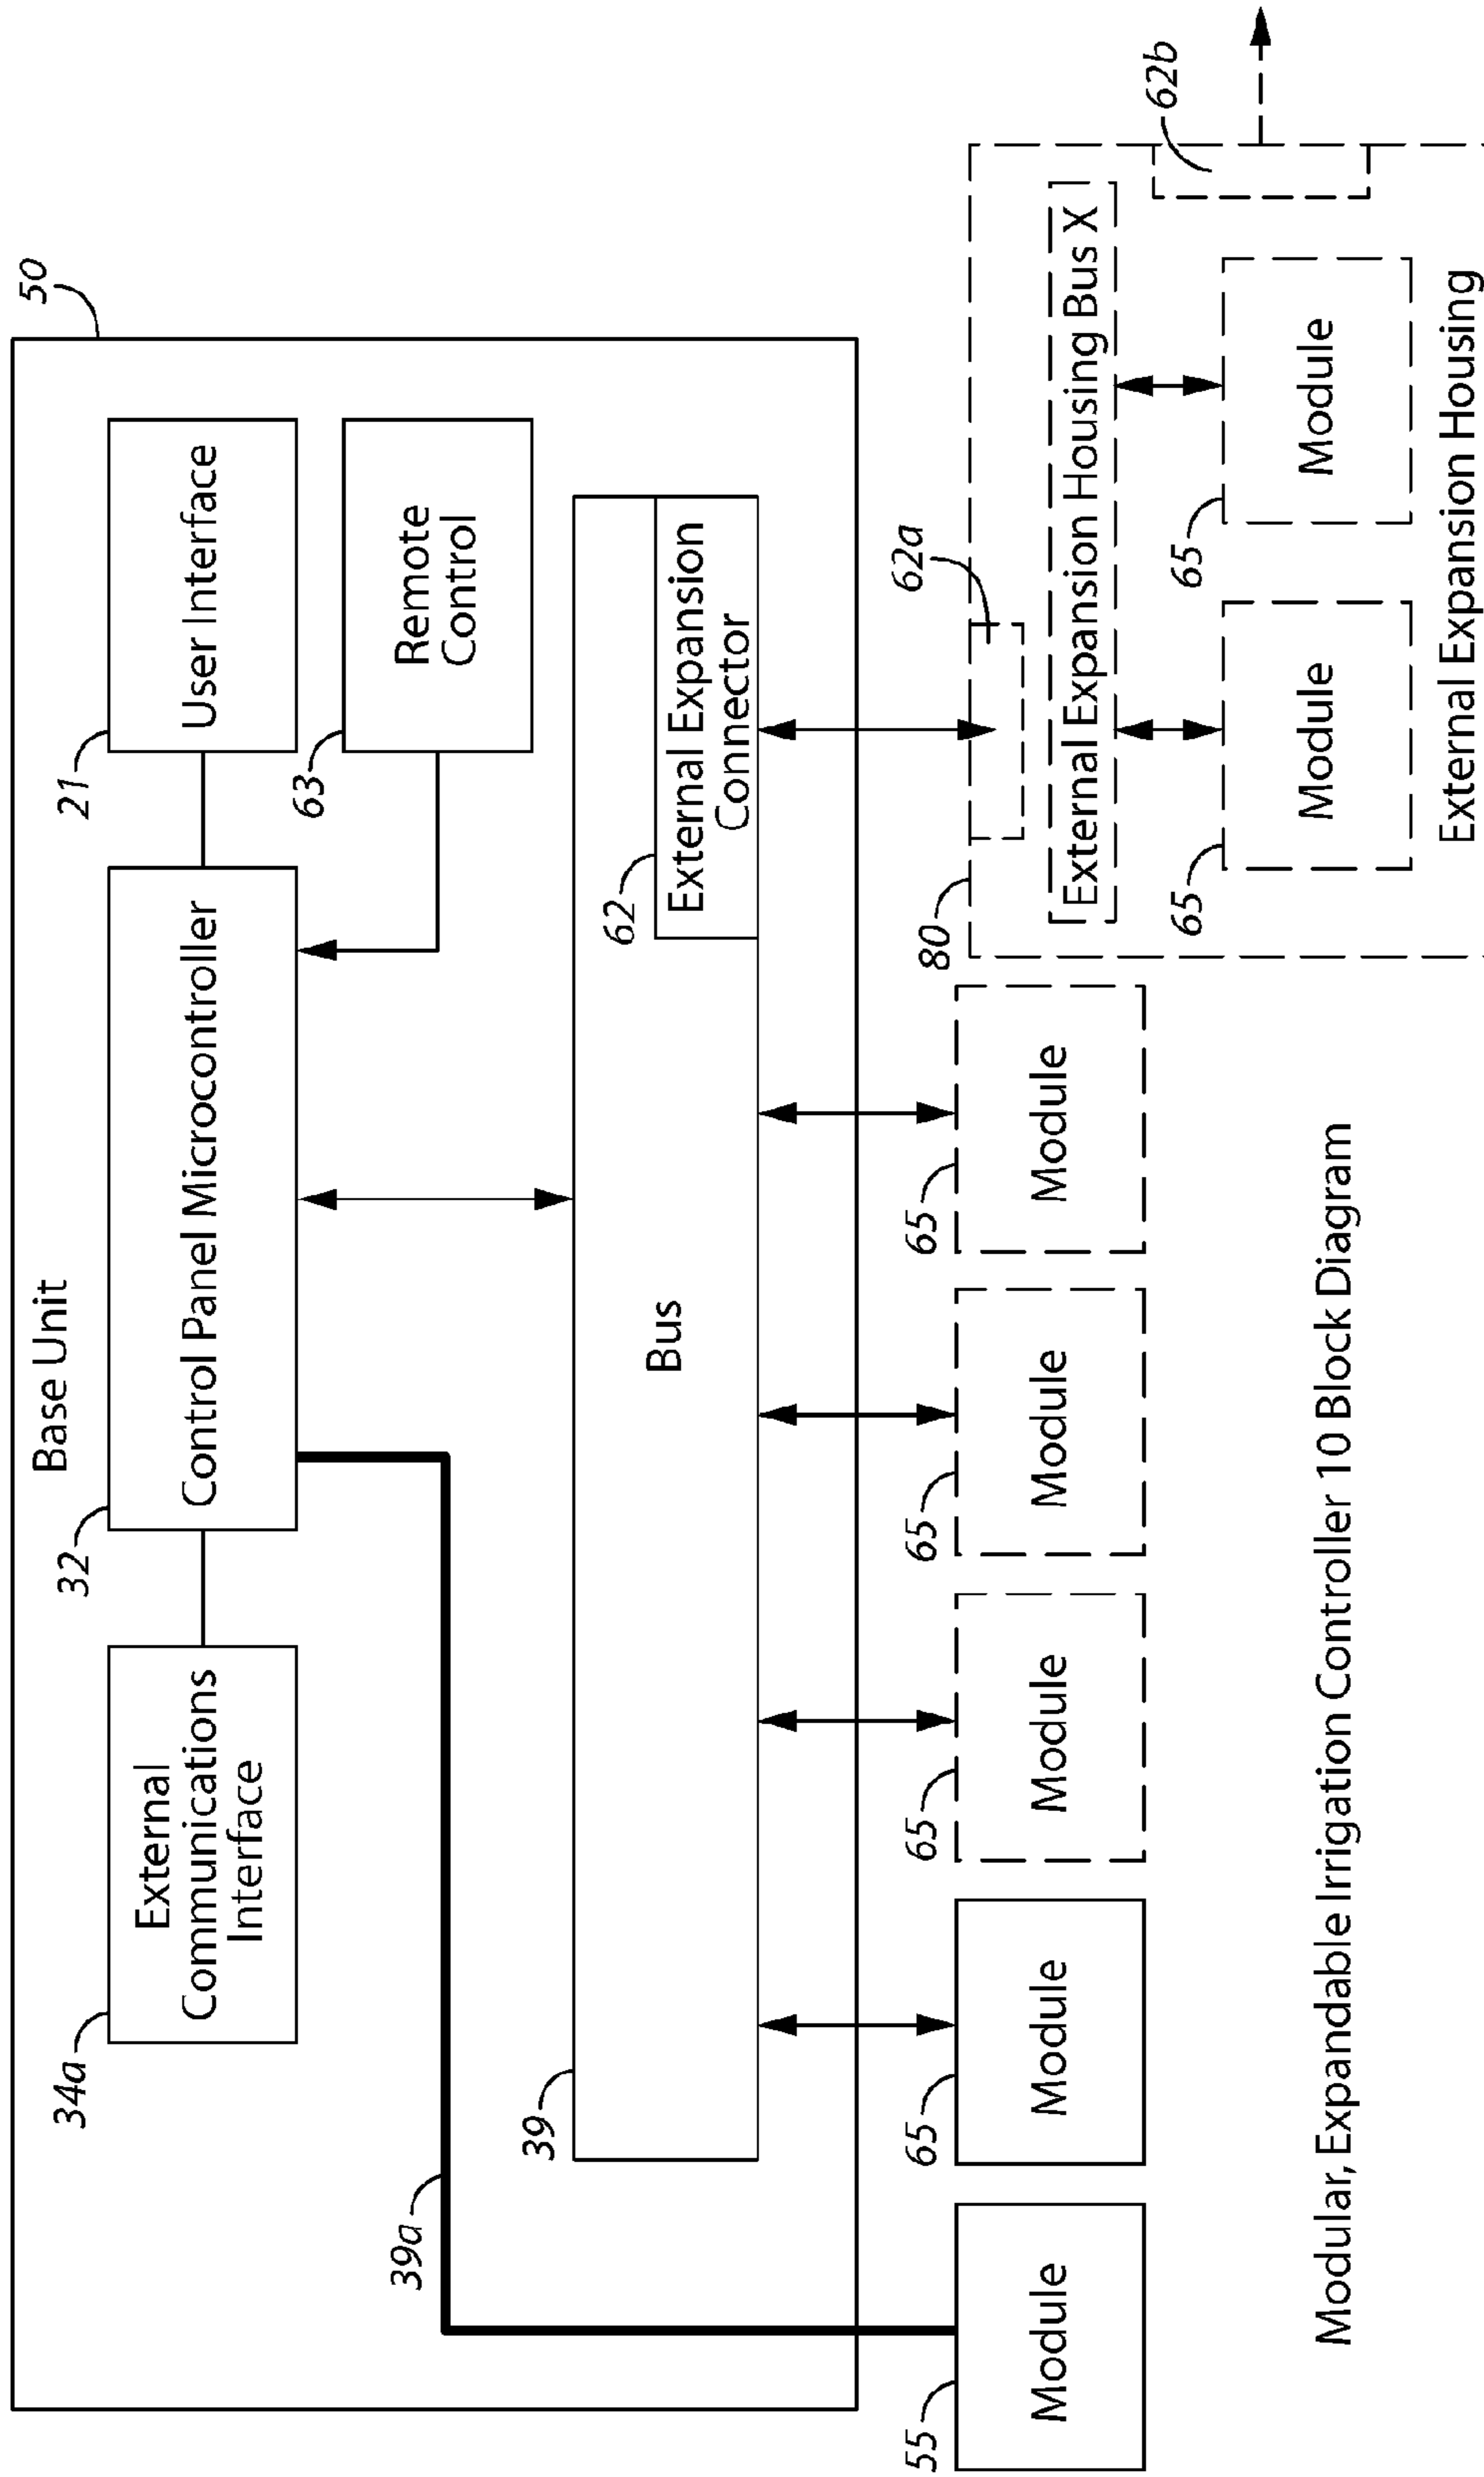 50
Base Unit
34a
External
Communications
Interface
32
Control Panel Microcontroller
21
User Interface
63
Remote
Control
39a
39
Bus
62
External Expansion
Connector
55
Module
65
Module
65
Module
65
Module
65
Module
80
62a
External Expansion Housing Bus X
62b
65
Module
65
Module
External Expansion Housing
Modular, Expandable Irrigation Controller 10 Block Diagram